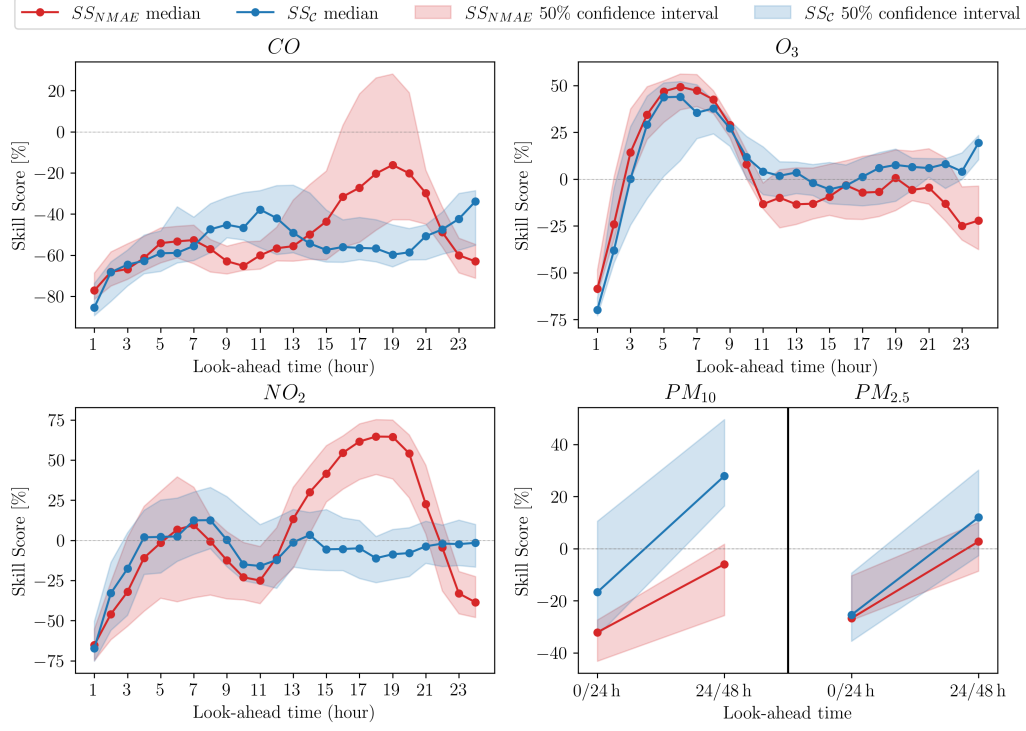 SS_NMAE median SS_C median SS_NMAE 50% confidence interval SS_C 50% confidence interval
CO
Skill Score [%]
20
0
−20
−40
−60
−80
1 3 5 7 9 11 13 15 17 19 21 23
Look-ahead time (hour)
O_3
Skill Score [%]
50
25
0
−25
−50
−75
1 3 5 7 9 11 13 15 17 19 21 23
Look-ahead time (hour)
NO_2
Skill Score [%]
75
50
25
0
−25
−50
−75
1 3 5 7 9 11 13 15 17 19 21 23
Look-ahead time (hour)
PM_10 PM_2.5
Skill Score [%]
40
20
0
−20
−40
0/24 h 24/48 h 0/24 h 24/48 h
Look-ahead time